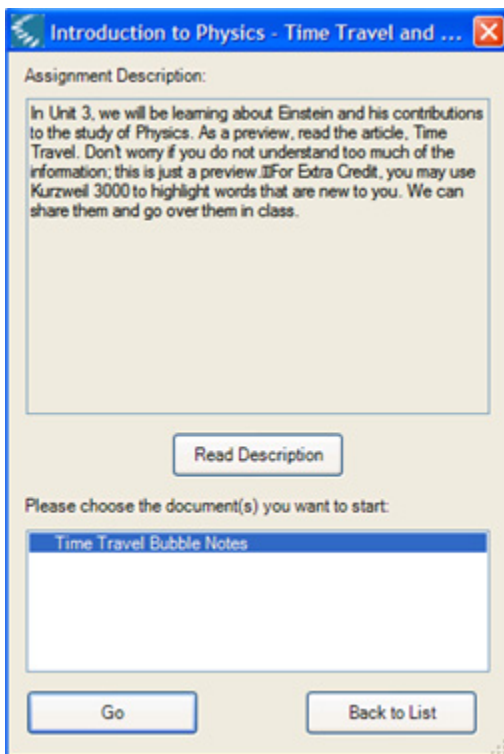 Introduction to Physics - Time Travel and ...
Assignment Description:
In Unit 3, we will be learning about Einstein and his contributions
to the study of Physics. As a preview, read the article, Time
Travel. Don't worry if you do not understand too much of the
information; this is just a preview.▯▯For Extra Credit, you may use
Kurzweil 3000 to highlight words that are new to you. We can
share them and go over them in class.
Read Description
Please choose the document(s) you want to start:
Time Travel Bubble Notes
Go
Back to List